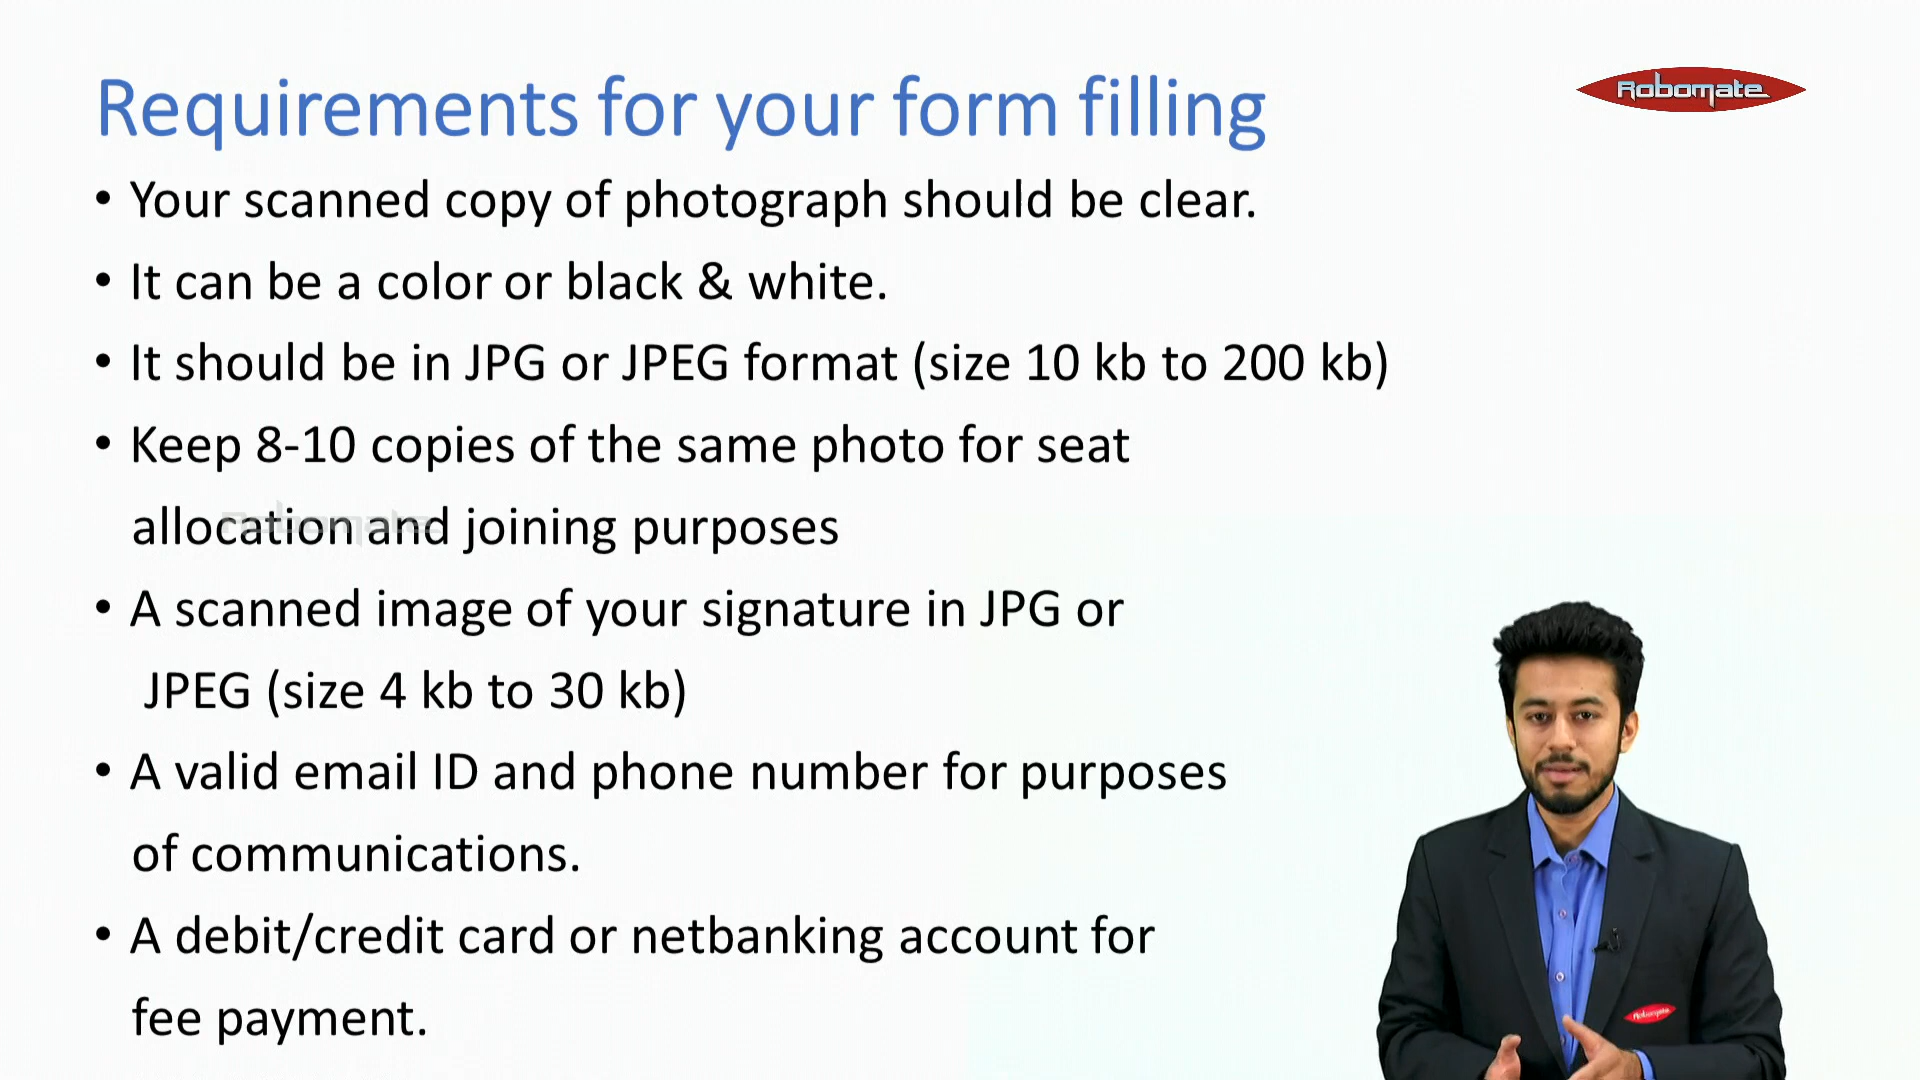 Requirements for your form filling
Robomate
• Your scanned copy of photograph should be clear.
• It can be a color or black & white.
• It should be in JPG or JPEG format (size 10 kb to 200 kb)
• Keep 8-10 copies of the same photo for seat
allocation and joining purposes
Robomate
• A scanned image of your signature in JPG or
JPEG (size 4 kb to 30 kb)
• A valid email ID and phone number for purposes
of communications.
• A debit/credit card or netbanking account for
fee payment.
Robomate